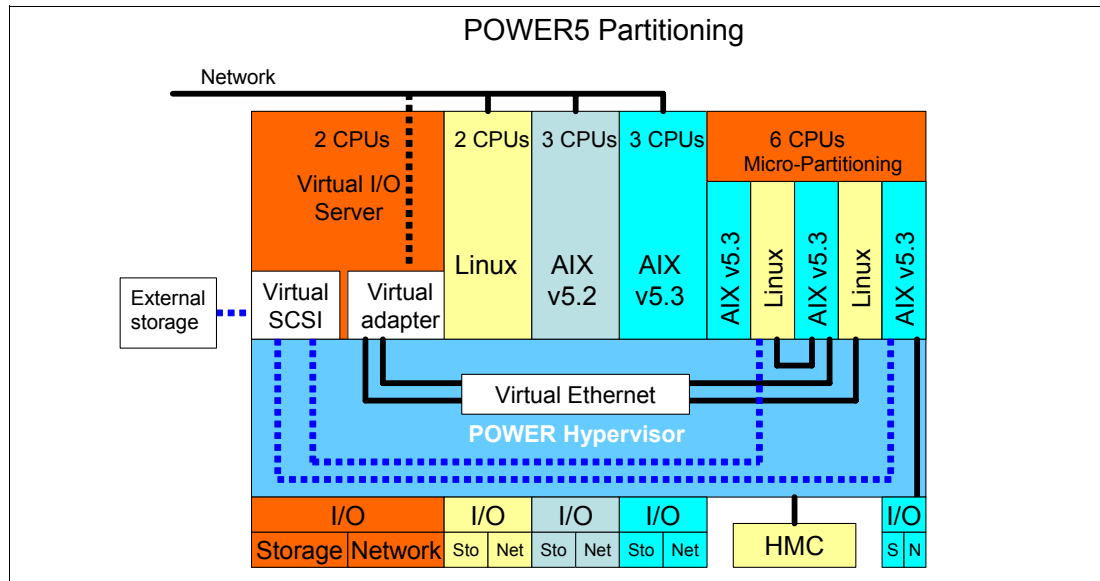 POWER5 Partitioning
Network
2 CPUs
2 CPUs
3 CPUs
3 CPUs
6 CPUs
Micro-Partitioning
Virtual I/O
Server
Linux
AIX
v5.2
AIX
v5.3
AIX v5.3
Linux
AIX v5.3
Linux
AIX v5.3
External
storage
Virtual
SCSI
Virtual
adapter
Virtual Ethernet
POWER Hypervisor
I/O
Storage
Network
I/O
Sto
Net
I/O
Sto
Net
I/O
Sto
Net
HMC
I/O
S
N